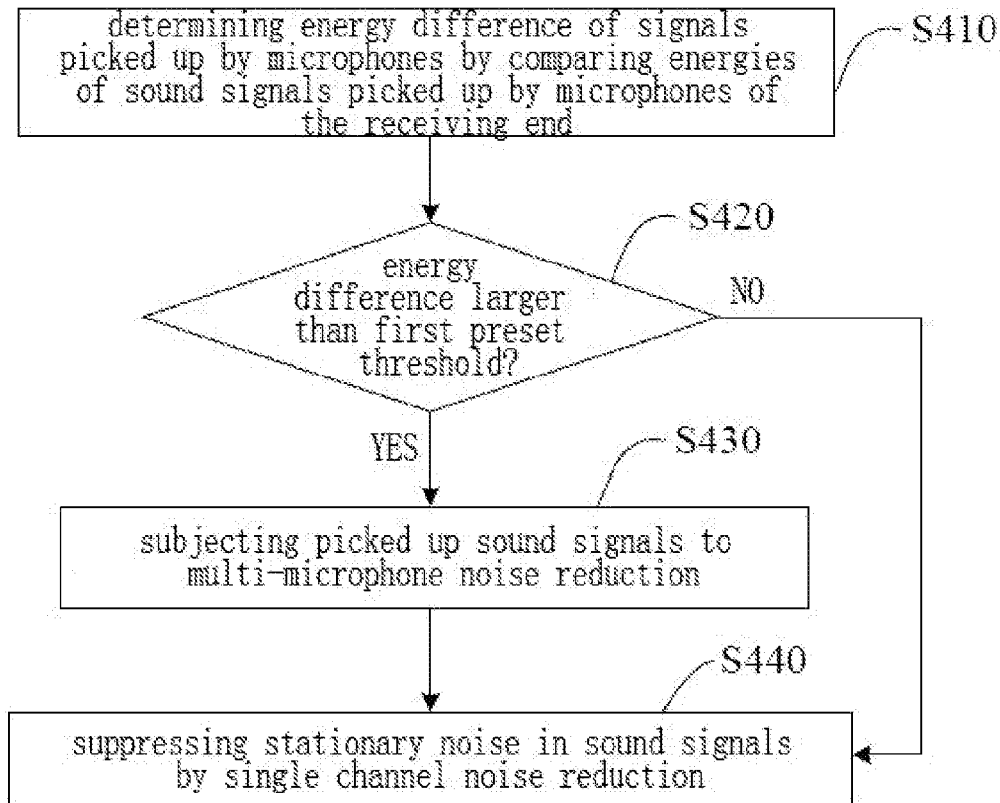 determining energy difference of signals
picked up by microphones by comparing energies
of sound signals picked up by microphones of
the receiving end
S410
S420
energy
difference larger
than first preset
threshold?
NO
YES
S430
subjecting picked up sound signals to
multi-microphone noise reduction
S440
suppressing stationary noise in sound signals
by single channel noise reduction